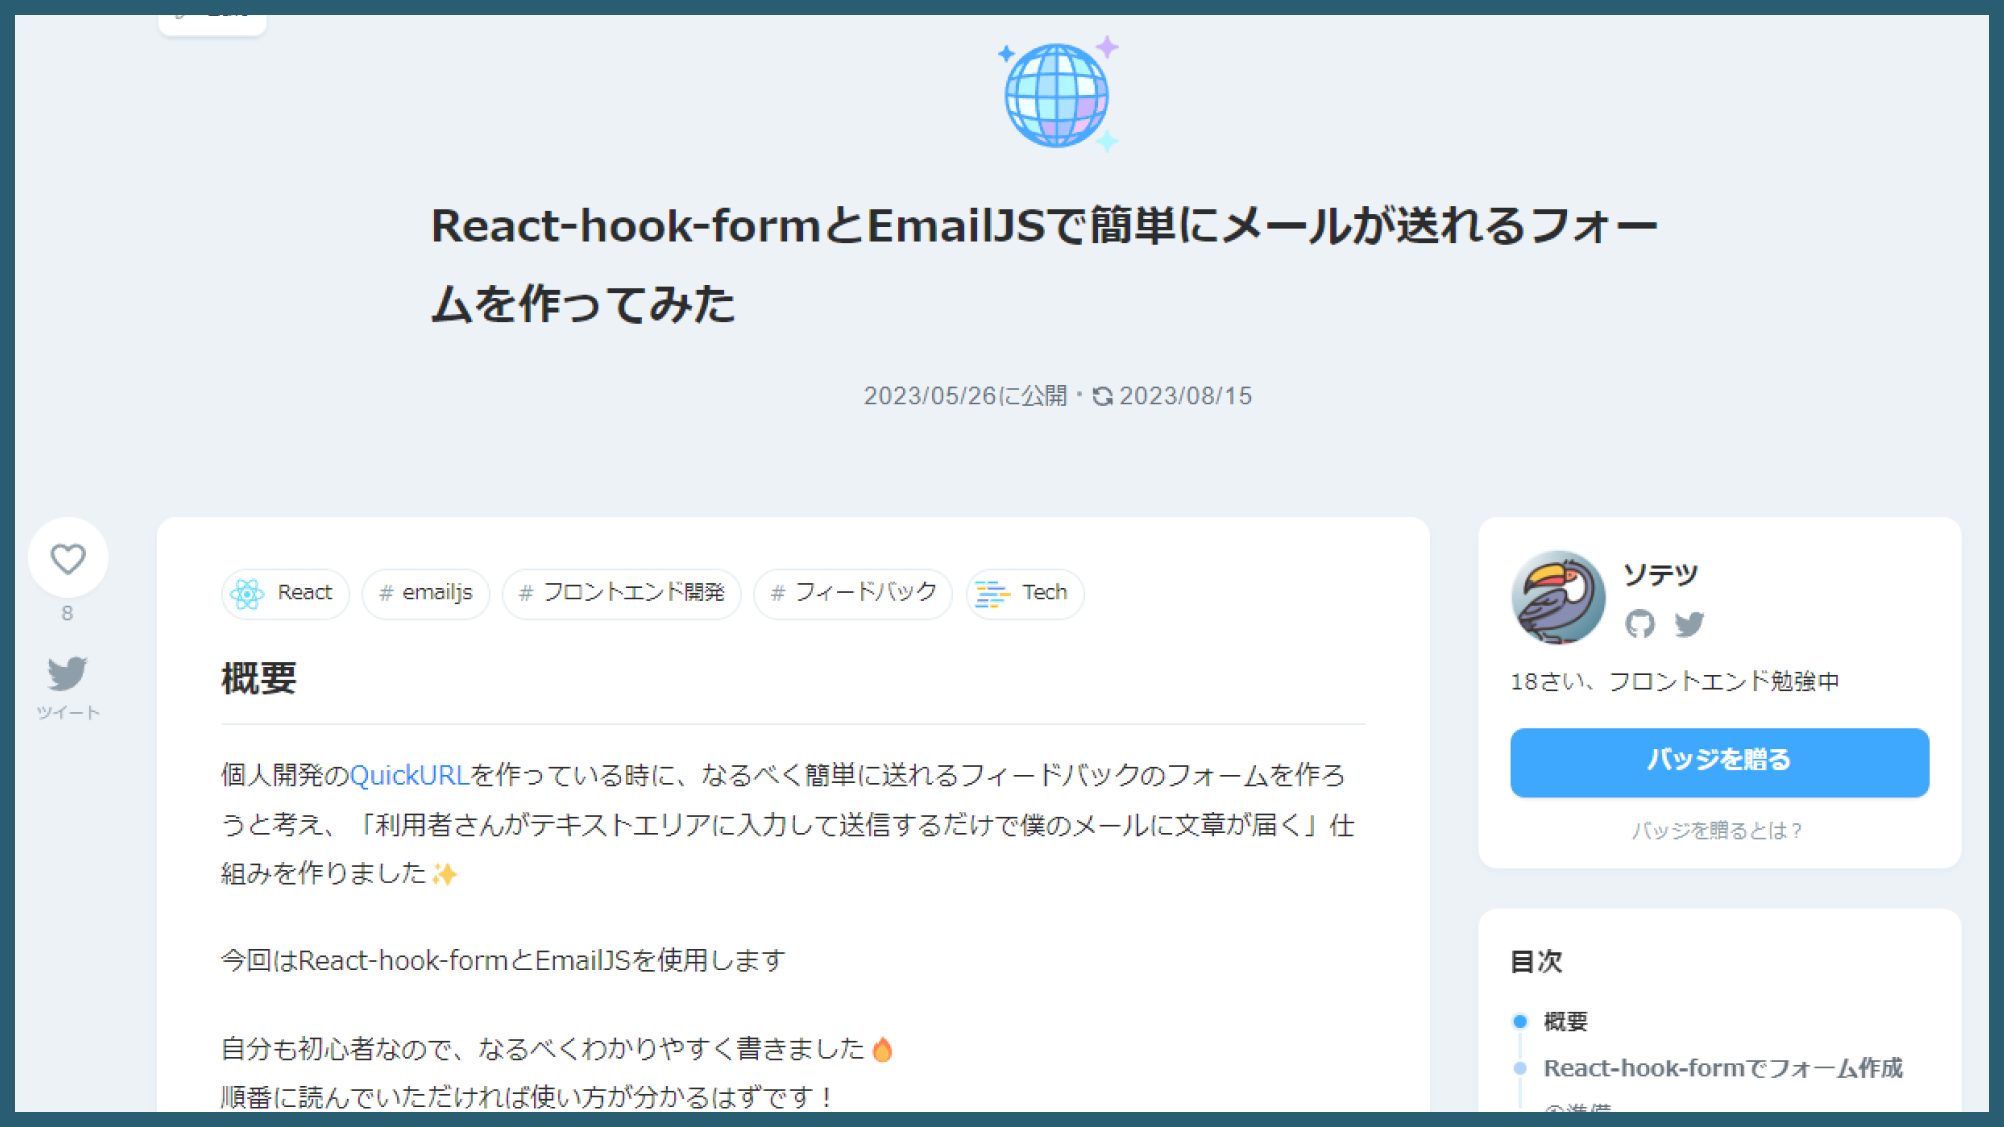 React-hook-formとEmailJSで簡単にメールが送れるフォー
ムを作ってみた
2023/05/26に公開・2023/08/15
8
ツイート
React # emailjs # フロントエンド開発 # フィードバック Tech
概要
個人開発のQuickURLを作っている時に、なるべく簡単に送れるフィードバックのフォームを作ろ
うと考え、「利用者さんがテキストエリアに入力して送信するだけで僕のメールに文章が届く」仕
組みを作りました✨
今回はReact-hook-formとEmailJSを使用します
自分も初心者なので、なるべくわかりやすく書きました🔥
順番に読んでいただければ使い方が分かるはずです！
ソテツ
18さい、フロントエンド勉強中
バッジを贈る
バッジを贈るとは？
目次
概要
React-hook-formでフォーム作成